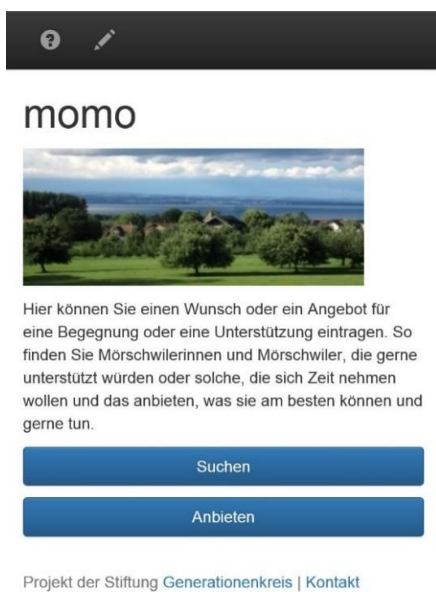 momo
Hier können Sie einen Wunsch oder ein Angebot für
eine Begegnung oder eine Unterstützung eintragen. So
finden Sie Mörschwilerinnen und Mörschwiler, die gerne
unterstützt würden oder solche, die sich Zeit nehmen
wollen und das anbieten, was sie am besten können und
gerne tun.
Suchen
Anbieten
Projekt der Stiftung Generationenkreis | Kontakt